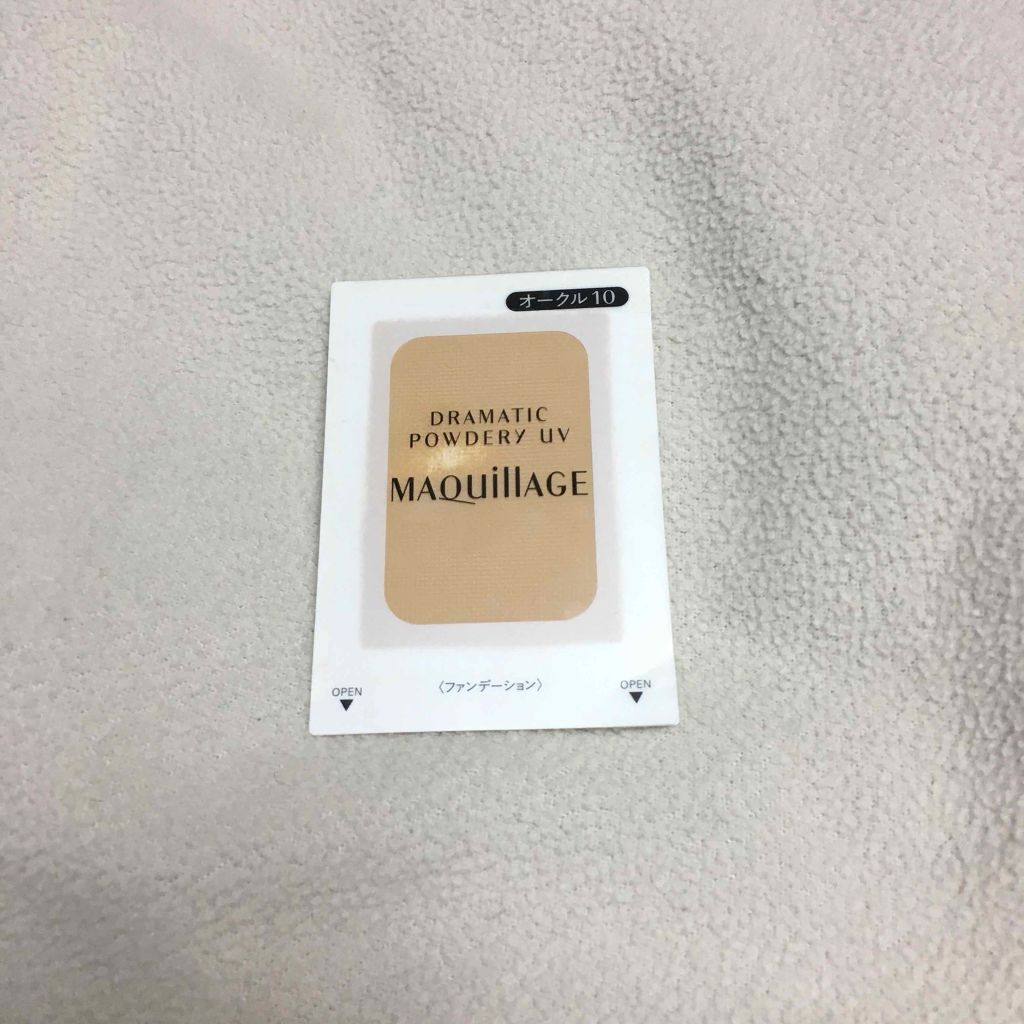 オークル10
DRAMATIC
POWDERY UV
MAQuillAGE
〈ファンデーション〉
OPEN
▼
OPEN
▼